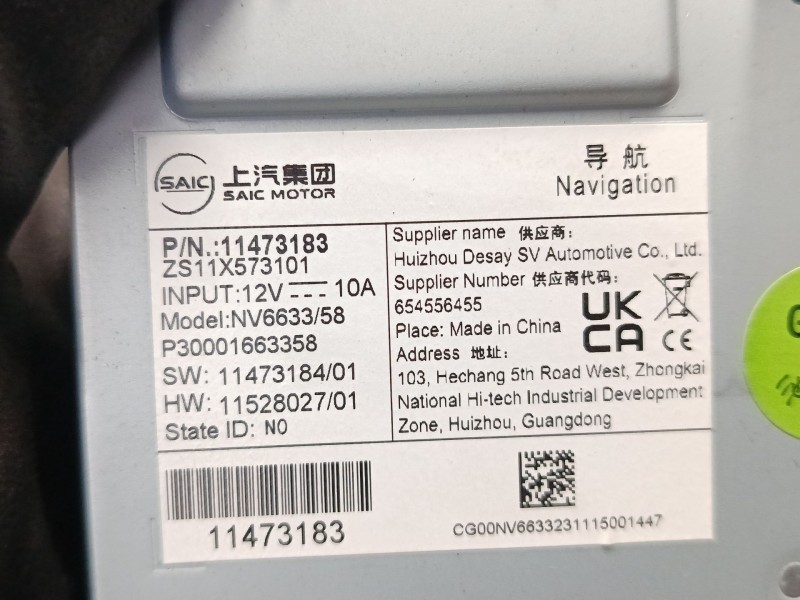 SAIC 上汽集团
SAIC MOTOR
导航
Navigation
P/N.:11473183
ZS11X573101
INPUT:12V 10A
Model:NV6633/58
P30001663358
SW: 11473184/01
HW: 11528027/01
State ID: N0
Supplier name 供应商:
Huizhou Desay SV Automotive Co., Ltd.
Supplier Number 供应商代码:
654556455
Place: Made in China
UK
CA
CE
Address 地址:
103, Hechang 5th Road West, Zhongkai
National Hi-tech Industrial Development
Zone, Huizhou, Guangdong
11473183
CG00NV6633231115001447